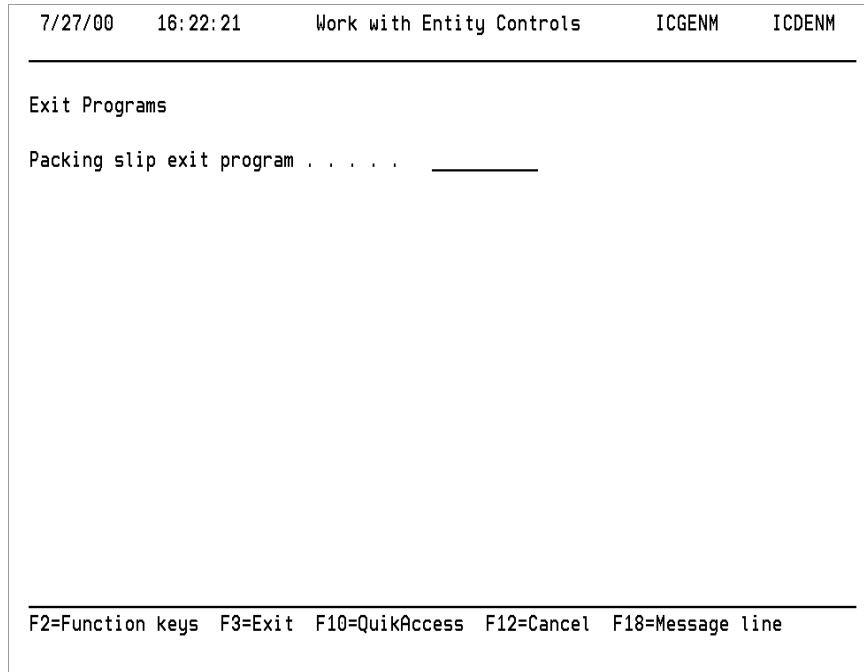 7/27/00 16:22:21 Work with Entity Controls ICGENM ICDENM
Exit Programs
Packing slip exit program . . . . . __________
F2=Function keys F3=Exit F10=QuikAccess F12=Cancel F18=Message line